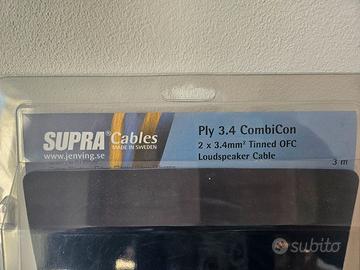 SUPRA® Cables
MADE IN SWEDEN
www.jenving.se
Ply 3.4 CombiCon
2 x 3.4mm² Tinned OFC
Loudspeaker Cable
3 m
subito